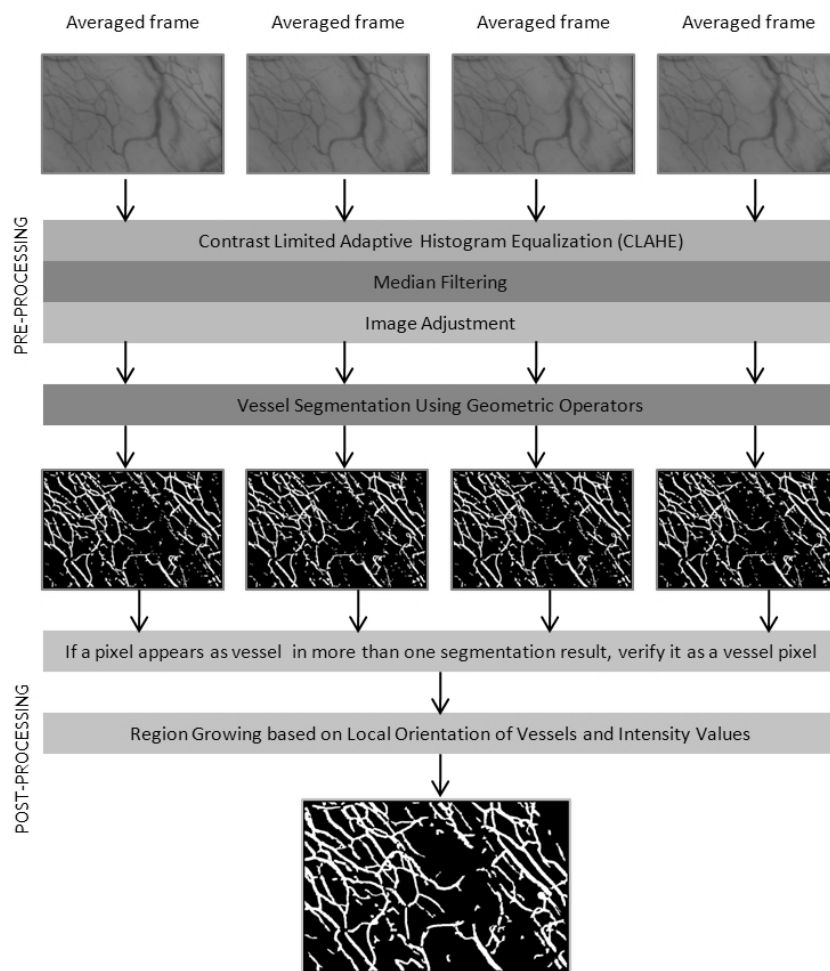 Averaged frame Averaged frame Averaged frame Averaged frame
PRE-PROCESSING
Contrast Limited Adaptive Histogram Equalization (CLAHE)
Median Filtering
Image Adjustment
Vessel Segmentation Using Geometric Operators
POST-PROCESSING
If a pixel appears as vessel in more than one segmentation result, verify it as a vessel pixel
Region Growing based on Local Orientation of Vessels and Intensity Values